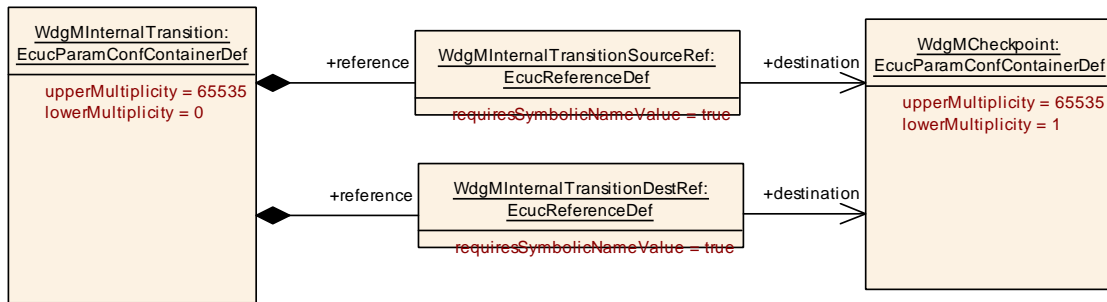 WdgMInternalTransition:
EcucParamConfContainerDef
upperMultiplicity = 65535
lowerMultiplicity = 0
+reference
WdgMInternalTransitionSourceRef:
EcucReferenceDef
requiresSymbolicNameValue = true
+destination
+reference
WdgMInternalTransitionDestRef:
EcucReferenceDef
requiresSymbolicNameValue = true
+destination
WdgMCheckpoint:
EcucParamConfContainerDef
upperMultiplicity = 65535
lowerMultiplicity = 1